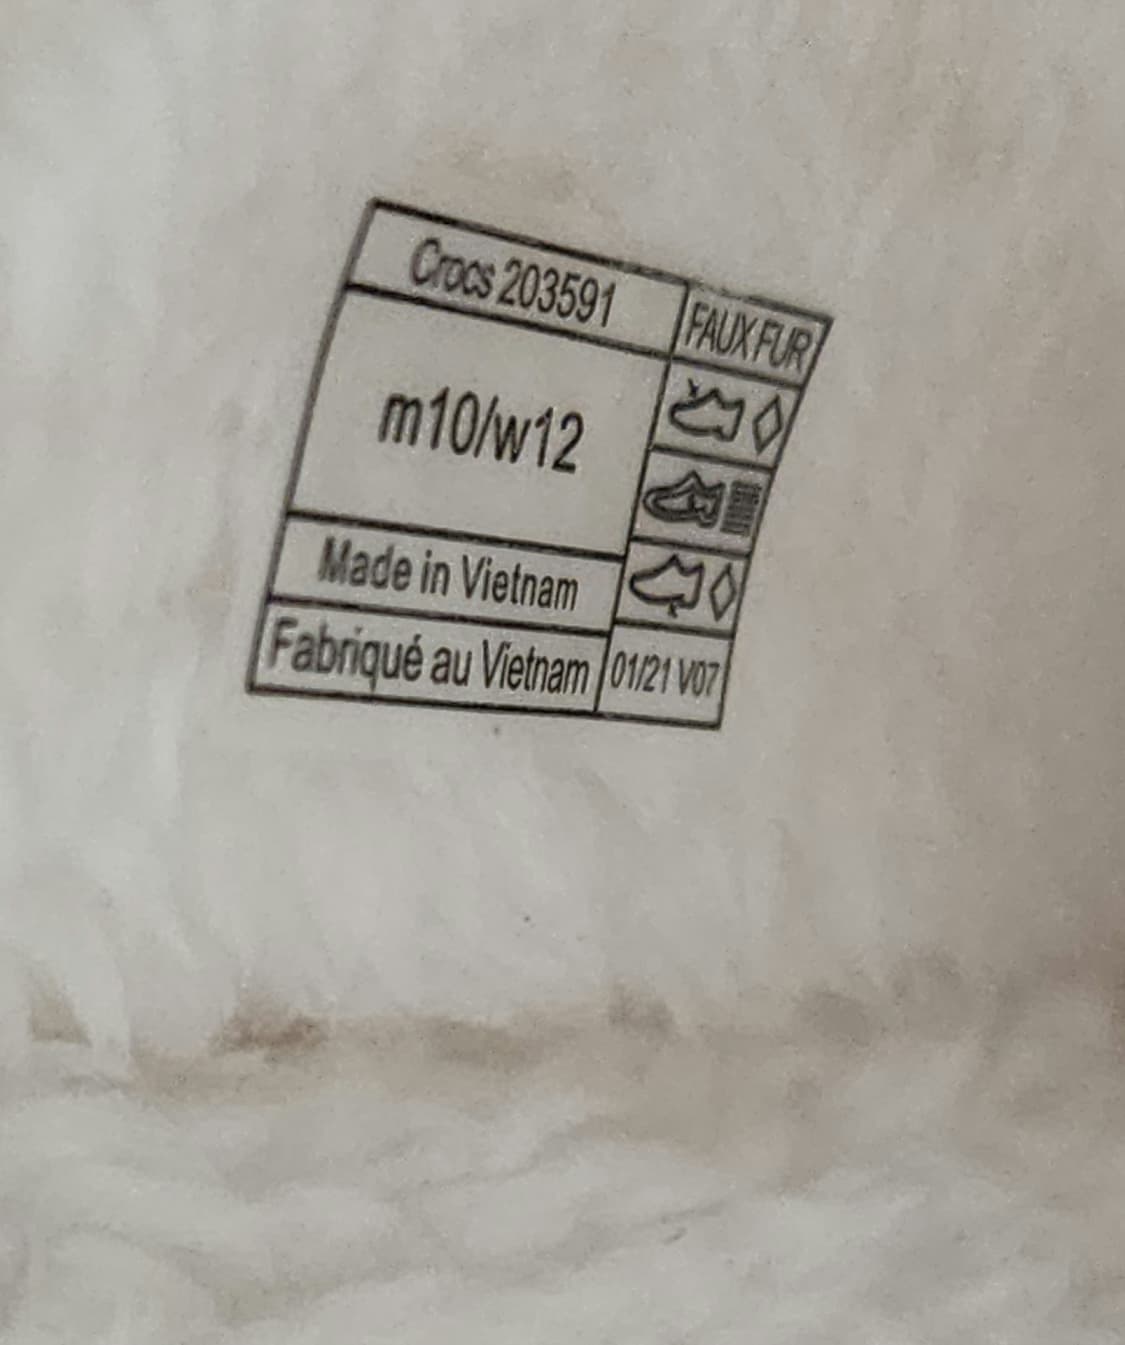 Crocs 203591
FAUX FUR
m10/w12
Made in Vietnam
Fabriqué au Vietnam
01/21 V07